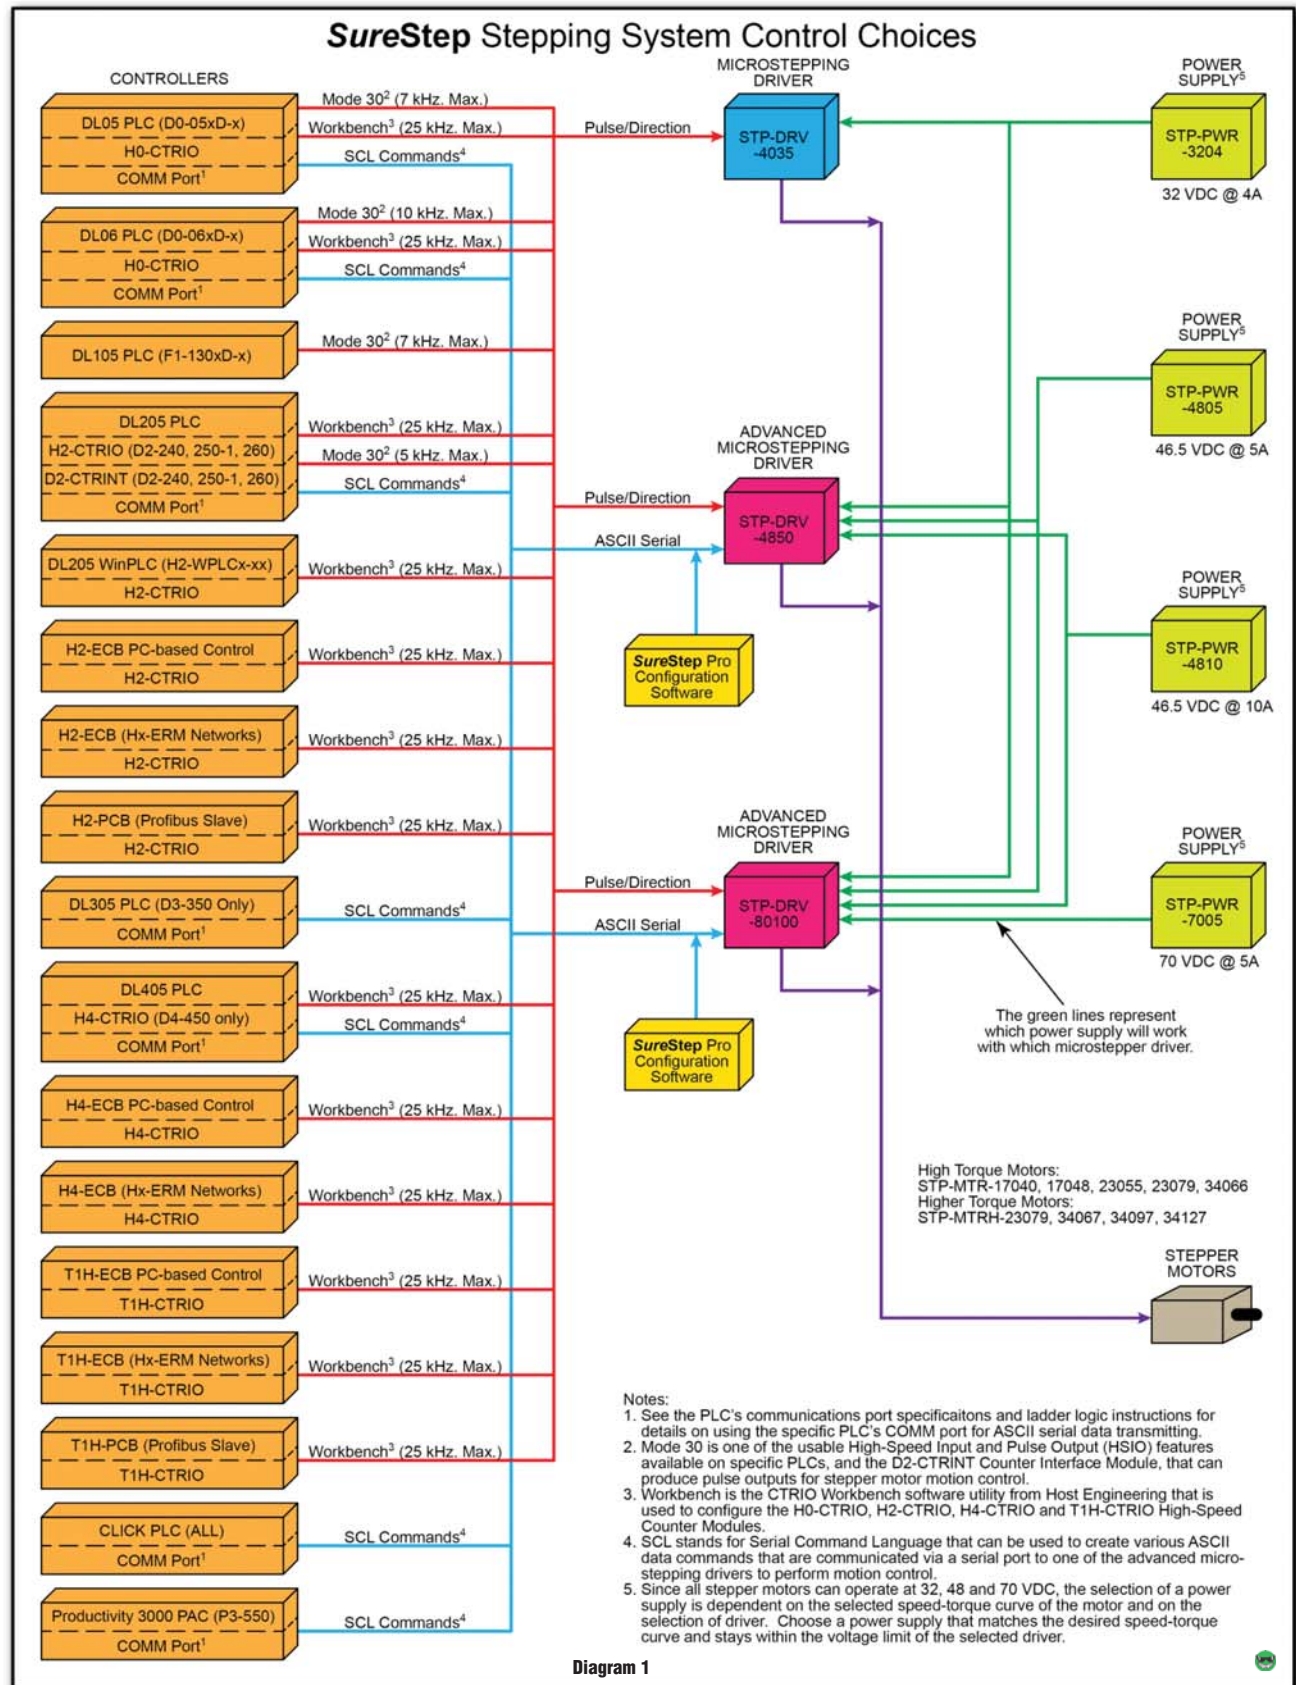 SureStep Stepping System Control Choices
CONTROLLERS
DL05 PLC (D0-05xD-x)
H0-CTRIO
COMM Port¹
Mode 30² (7 kHz. Max.)
Workbench³ (25 kHz. Max.)
SCL Commands⁴
DL06 PLC (D0-06xD-x)
H0-CTRIO
COMM Port¹
Mode 30² (10 kHz. Max.)
Workbench³ (25 kHz. Max.)
SCL Commands⁴
DL105 PLC (F1-130xD-x)
Mode 30² (7 kHz. Max.)
DL205 PLC
H2-CTRIO (D2-240, 250-1, 260)
D2-CTRINT (D2-240, 250-1, 260)
COMM Port¹
Workbench³ (25 kHz. Max.)
Mode 30² (5 kHz. Max.)
SCL Commands⁴
DL205 WinPLC (H2-WPLCx-xx)
H2-CTRIO
Workbench³ (25 kHz. Max.)
H2-ECB PC-based Control
H2-CTRIO
Workbench³ (25 kHz. Max.)
H2-ECB (Hx-ERM Networks)
H2-CTRIO
Workbench³ (25 kHz. Max.)
H2-PCB (Profibus Slave)
H2-CTRIO
Workbench³ (25 kHz. Max.)
DL305 PLC (D3-350 Only)
COMM Port¹
SCL Commands⁴
DL405 PLC
H4-CTRIO (D4-450 only)
COMM Port¹
Workbench³ (25 kHz. Max.)
SCL Commands⁴
H4-ECB PC-based Control
H4-CTRIO
Workbench³ (25 kHz. Max.)
H4-ECB (Hx-ERM Networks)
H4-CTRIO
Workbench³ (25 kHz. Max.)
T1H-ECB PC-based Control
T1H-CTRIO
Workbench³ (25 kHz. Max.)
T1H-ECB (Hx-ERM Networks)
T1H-CTRIO
Workbench³ (25 kHz. Max.)
T1H-PCB (Profibus Slave)
T1H-CTRIO
Workbench³ (25 kHz. Max.)
CLICK PLC (ALL)
COMM Port¹
SCL Commands⁴
Productivity 3000 PAC (P3-550)
COMM Port¹
SCL Commands⁴
MICROSTEPPING
DRIVER
Pulse/Direction
STP-DRV
-4035
ADVANCED
MICROSTEPPING
DRIVER
Pulse/Direction
ASCII Serial
STP-DRV
-4850
SureStep Pro
Configuration
Software
ADVANCED
MICROSTEPPING
DRIVER
Pulse/Direction
ASCII Serial
STP-DRV
-80100
SureStep Pro
Configuration
Software
POWER
SUPPLY⁵
STP-PWR
-3204
32 VDC @ 4A
POWER
SUPPLY⁵
STP-PWR
-4805
46.5 VDC @ 5A
POWER
SUPPLY⁵
STP-PWR
-4810
46.5 VDC @ 10A
POWER
SUPPLY⁵
STP-PWR
-7005
70 VDC @ 5A
The green lines represent
which power supply will work
with which microstepper driver.
High Torque Motors:
STP-MTR-17040, 17048, 23055, 23079, 34066
Higher Torque Motors:
STP-MTRH-23079, 34067, 34097, 34127
STEPPER
MOTORS
Notes:
1. See the PLC's communications port specificaitons and ladder logic instructions for
details on using the specific PLC's COMM port for ASCII serial data transmitting.
2. Mode 30 is one of the usable High-Speed Input and Pulse Output (HSIO) features
available on specific PLCs, and the D2-CTRINT Counter Interface Module, that can
produce pulse outputs for stepper motor motion control.
3. Workbench is the CTRIO Workbench software utility from Host Engineering that is
used to configure the H0-CTRIO, H2-CTRIO, H4-CTRIO and T1H-CTRIO High-Speed
Counter Modules.
4. SCL stands for Serial Command Language that can be used to create various ASCII
data commands that are communicated via a serial port to one of the advanced micro-
stepping drivers to perform motion control.
5. Since all stepper motors can operate at 32, 48 and 70 VDC, the selection of a power
supply is dependent on the selected speed-torque curve of the motor and on the
selection of driver. Choose a power supply that matches the desired speed-torque
curve and stays within the voltage limit of the selected driver.
Diagram 1